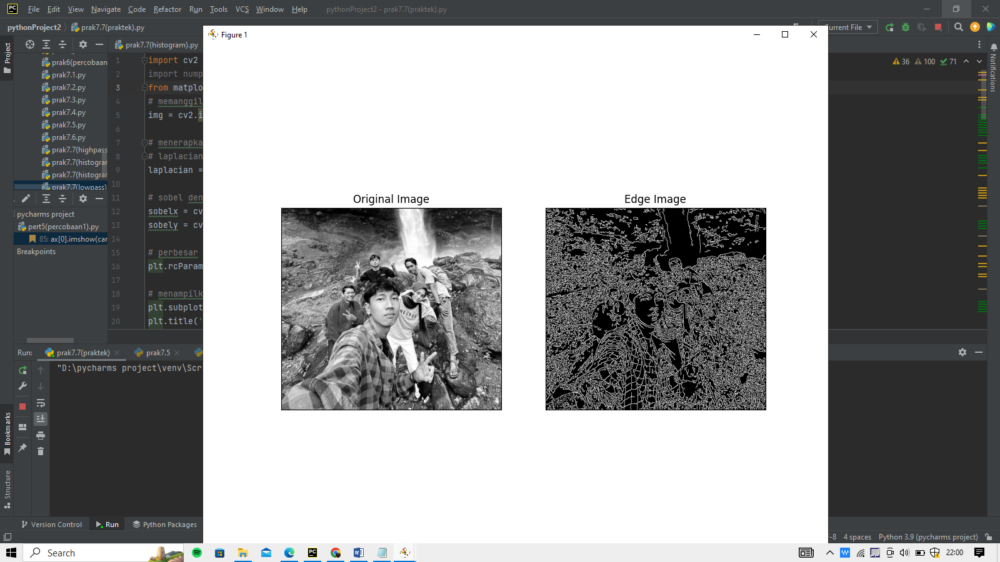 PC File Edit View Navigate Code Refactor Run Tools VCS Window Help pythonProject2 - prak7.7(praktek).py
pythonProject2 prak7.7(praktek).py
Current File
Figure 1
Project
prak7.7(histogram).py
prak6(percobaan
prak7.1.py
prak7.2.py
prak7.3.py
prak7.4.py
prak7.5.py
prak7.6.py
prak7.7(highpass
prak7.7(histogra
prak7.7(histogra
prak7.7(lowpass)
1 import cv2
2 import nump
3 from matplo
4 # memanggil
5 img = cv2.i
6
7 # menerapka
8 # laplacian
9 laplacian =
10
11 # sobel den
12 sobelx = cv
13 sobely = cv
14
15 # perbesar
16 plt.rcParam
17
18 # menampilk
19 plt.subplot
20 plt.title('
36 100 71
Notifications
pycharms project
pert5(percobaan1).py
85: ax[0].imshow(car
Breakpoints
Original Image
Edge Image
Run: prak7.7(praktek) prak7.5
"D:\pycharms project\venv\Scr
Bookmarks
Structure
Version Control Run Python Packages
-8 4 spaces Python 3.9 (pycharms project)
Search
PC
W
W
22:00